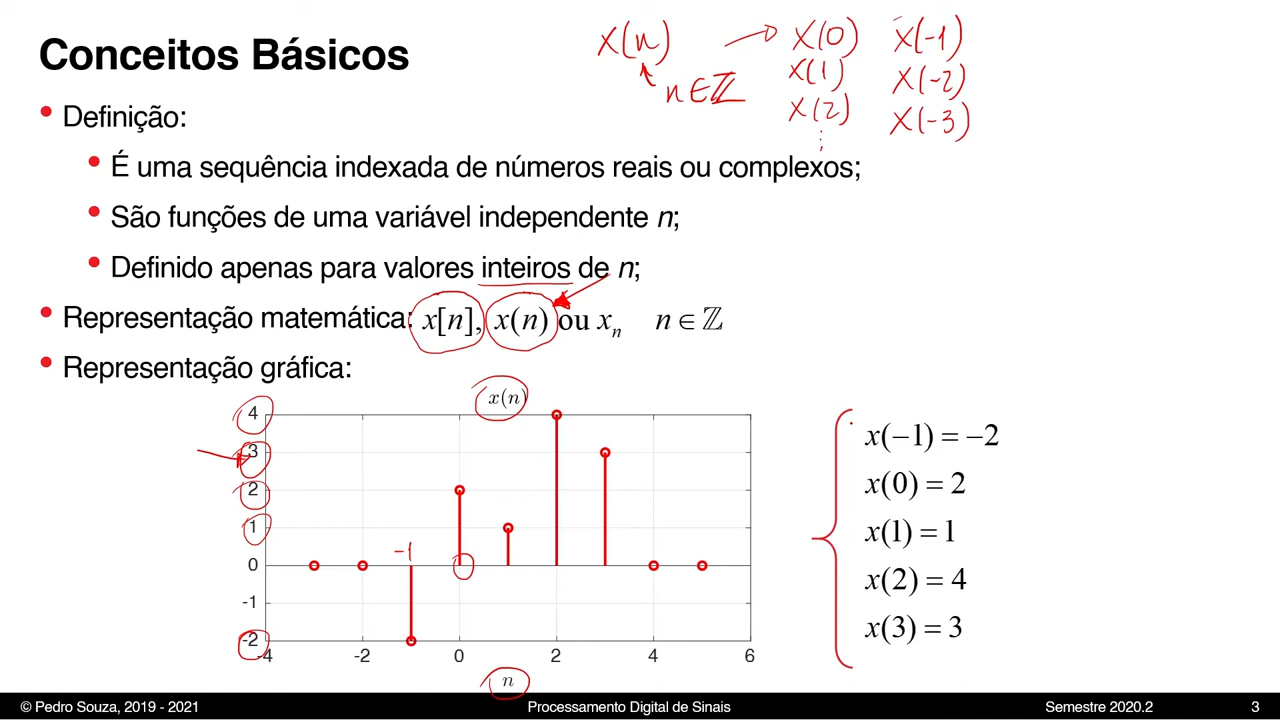 Conceitos Básicos
x(n)
n∈ℤ
x(0)
x(1)
x(2)
⋮
x(-1)
x(-2)
x(-3)
• Definição:
• É uma sequência indexada de números reais ou complexos;
• São funções de uma variável independente n;
• Definido apenas para valores inteiros de n;
• Representação matemática: x[n], x(n) ou xₙ n ∈ ℤ
• Representação gráfica:
x(n)
4
3
2
1
0
-1
-2
-1
-4 -2 0 2 4 6
n
x(−1) = −2
x(0) = 2
x(1) = 1
x(2) = 4
x(3) = 3
© Pedro Souza, 2019 - 2021 Processamento Digital de Sinais Semestre 2020.2 3